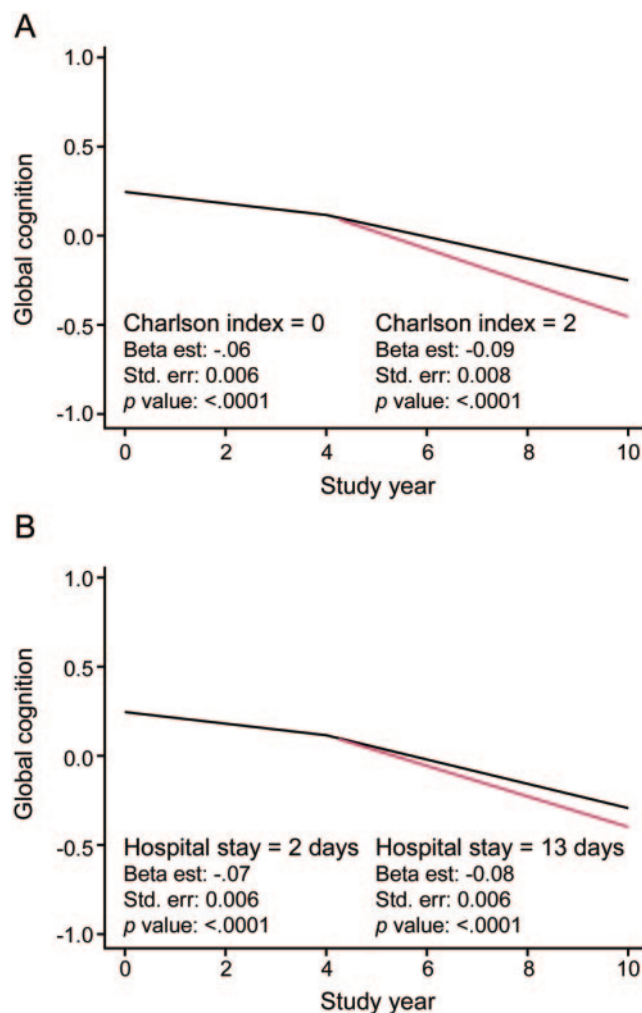 A
1.0
0.5
0.0
-0.5
-1.0
Global cognition
Charlson index = 0
Beta est: -.06
Std. err: 0.006
p value: <.0001
Charlson index = 2
Beta est: -0.09
Std. err: 0.008
p value: <.0001
0 2 4 6 8 10
Study year
B
1.0
0.5
0.0
-0.5
-1.0
Global cognition
Hospital stay = 2 days
Beta est: -.07
Std. err: 0.006
p value: <.0001
Hospital stay = 13 days
Beta est: -0.08
Std. err: 0.006
p value: <.0001
0 2 4 6 8 10
Study year